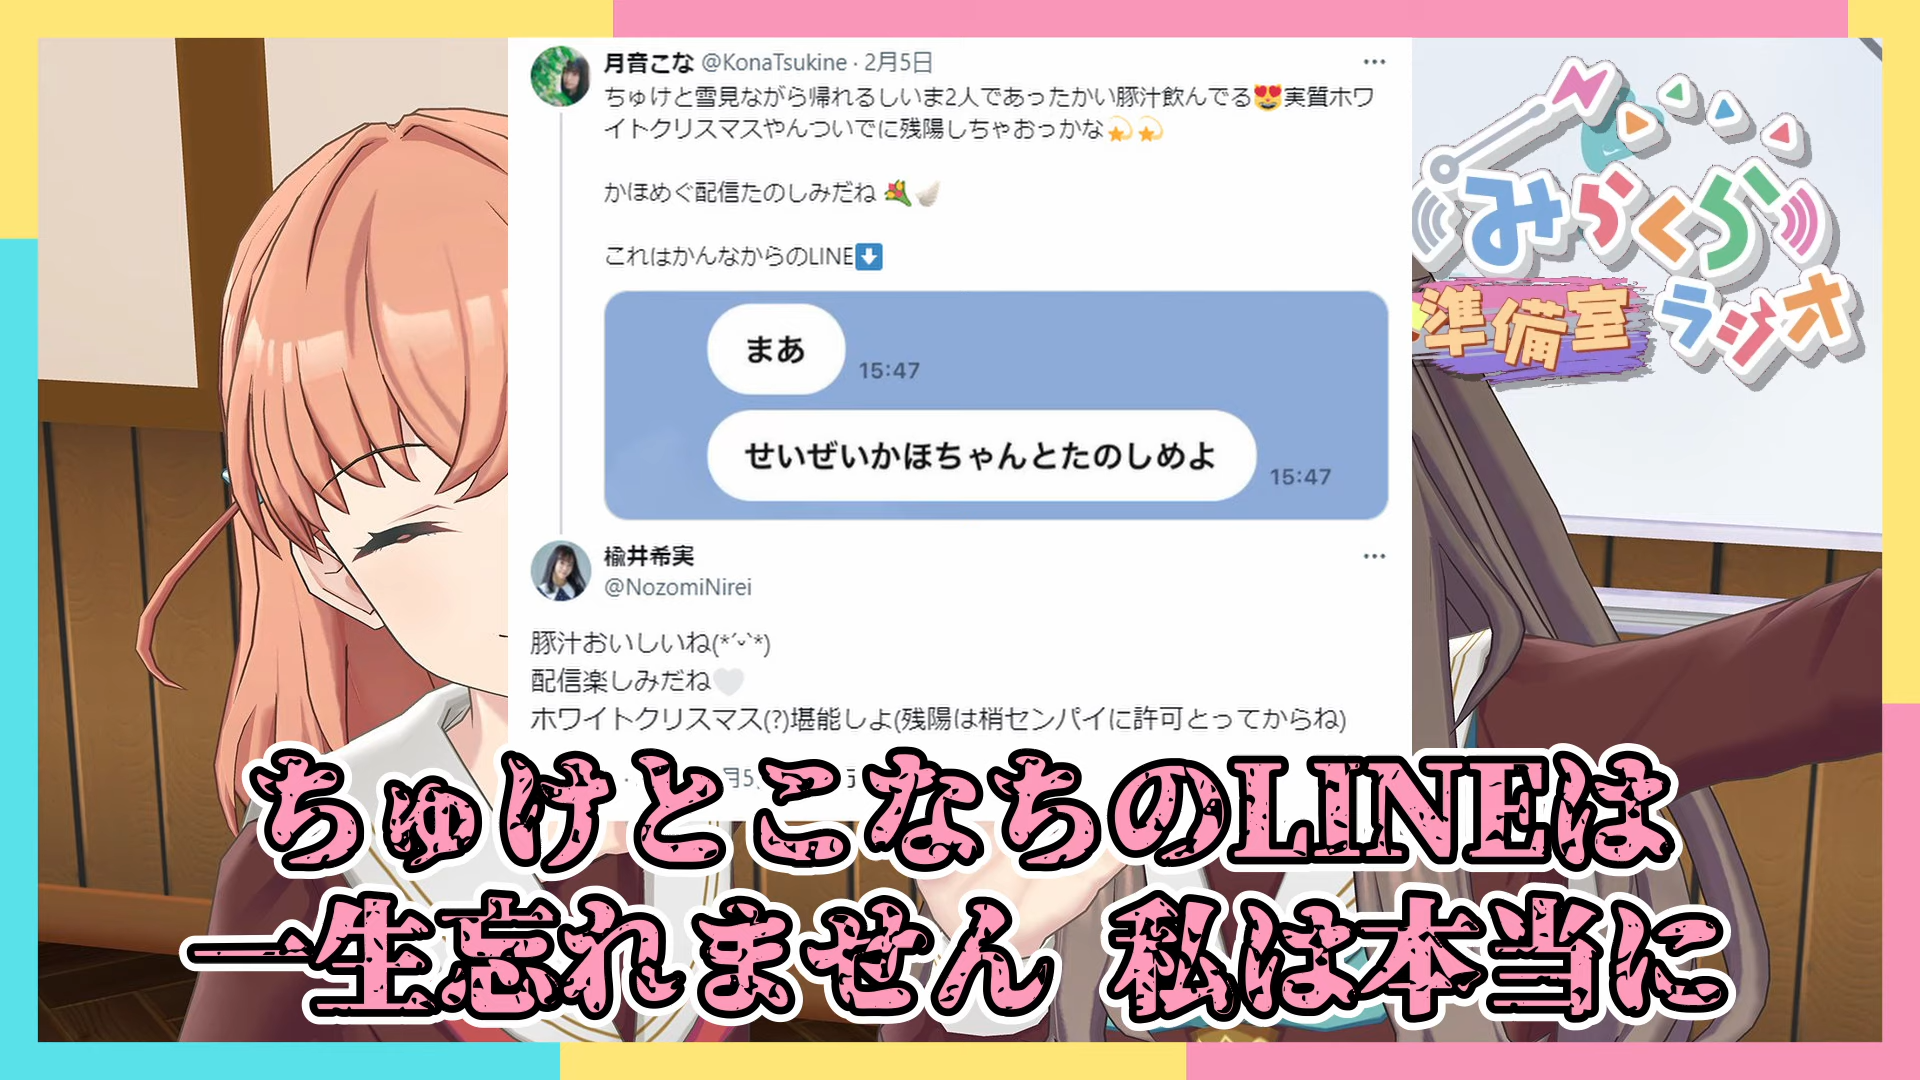 月音こな @KonaTsukine · 2月5日
ちゅけと雪見ながら帰れるしいま2人であったかい豚汁飲んでる😻実質ホワ
イトクリスマスやんついでに残陽しちゃおっかな💫💫
かほめぐ配信たのしみだね 💐🪽
これはかんなからのLINE⬇️
まあ
15:47
せいぜいかほちゃんとたのしめよ
15:47
楡井希実
@NozomiNirei
豚汁おいしいね(*ˊᵕˋ*)
配信楽しみだね🤍
ホワイトクリスマス(?)堪能しよ(残陽は梢センパイに許可とってからね)
みらくら
準備室 ラジオ
ちゅけとこなちのLINEは
一生忘れません 私は本当に